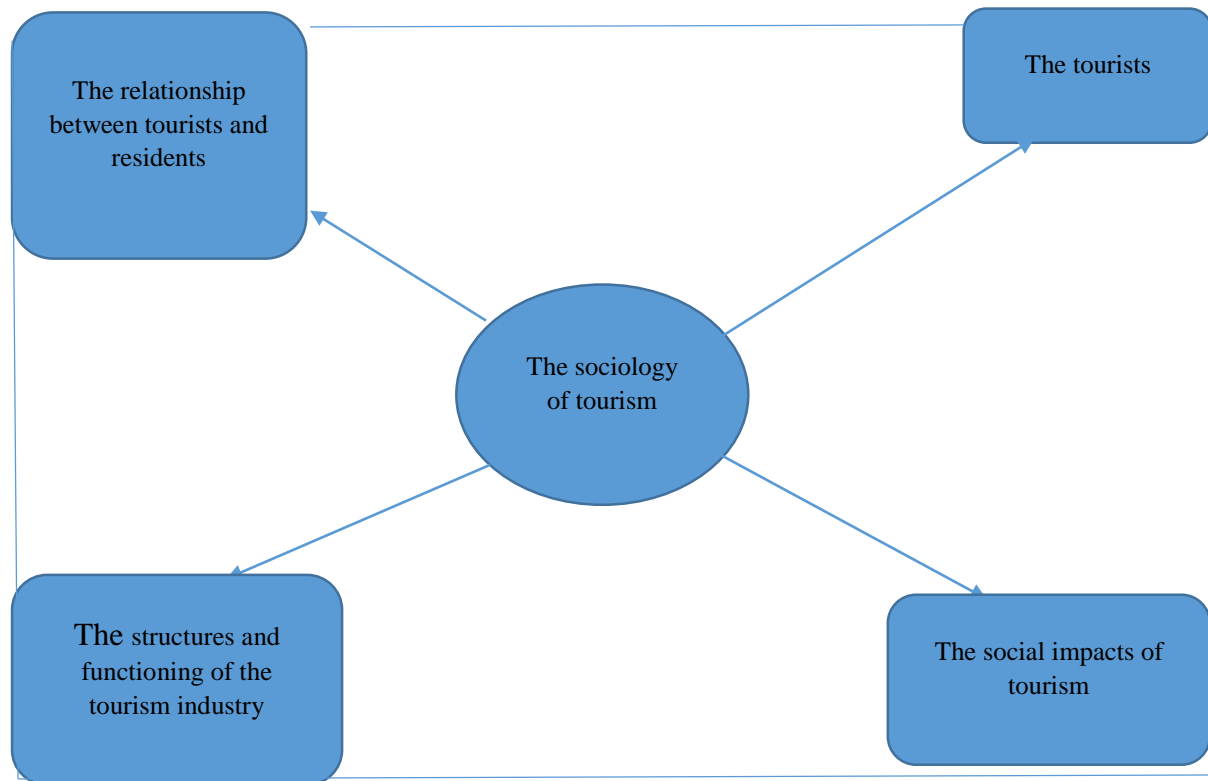 The relationship
between tourists and
residents
The tourists
The sociology
of tourism
The structures and
functioning of the
tourism industry
The social impacts of
tourism